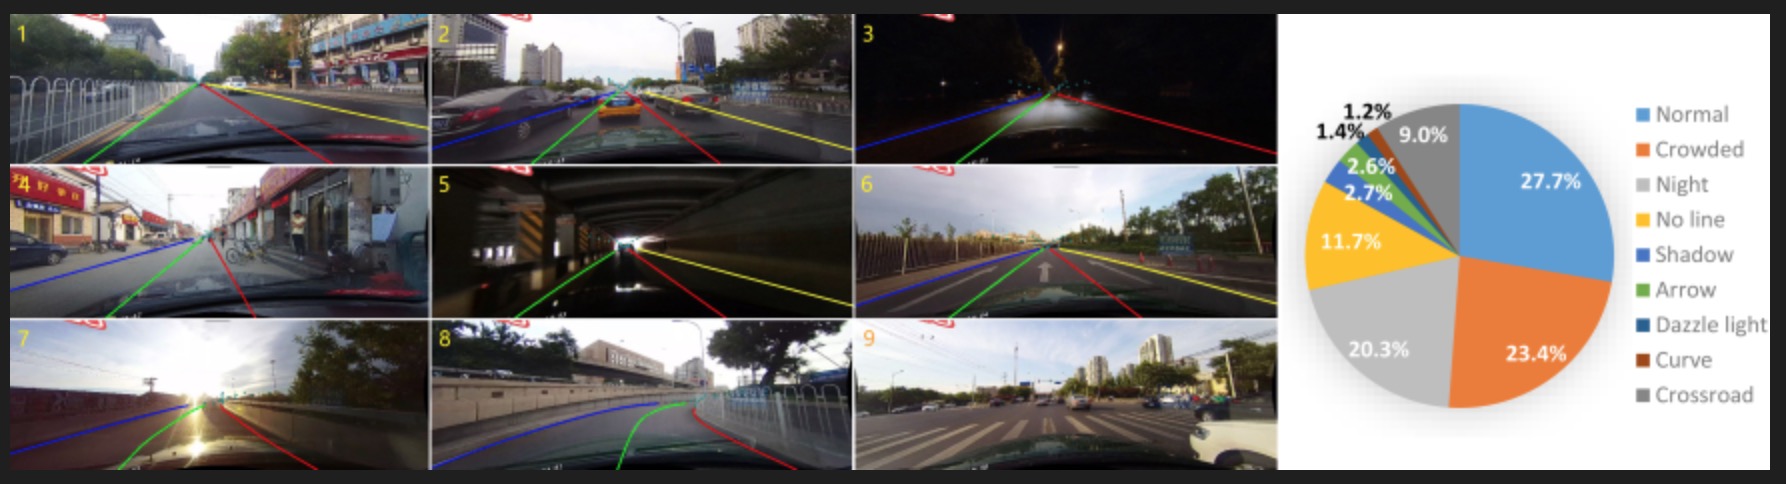 1
2
3
4
5
6
7
8
9
1.2%
1.4%
9.0%
2.6%
2.7%
27.7%
11.7%
20.3%
23.4%
Normal
Crowded
Night
No line
Shadow
Arrow
Dazzle light
Curve
Crossroad